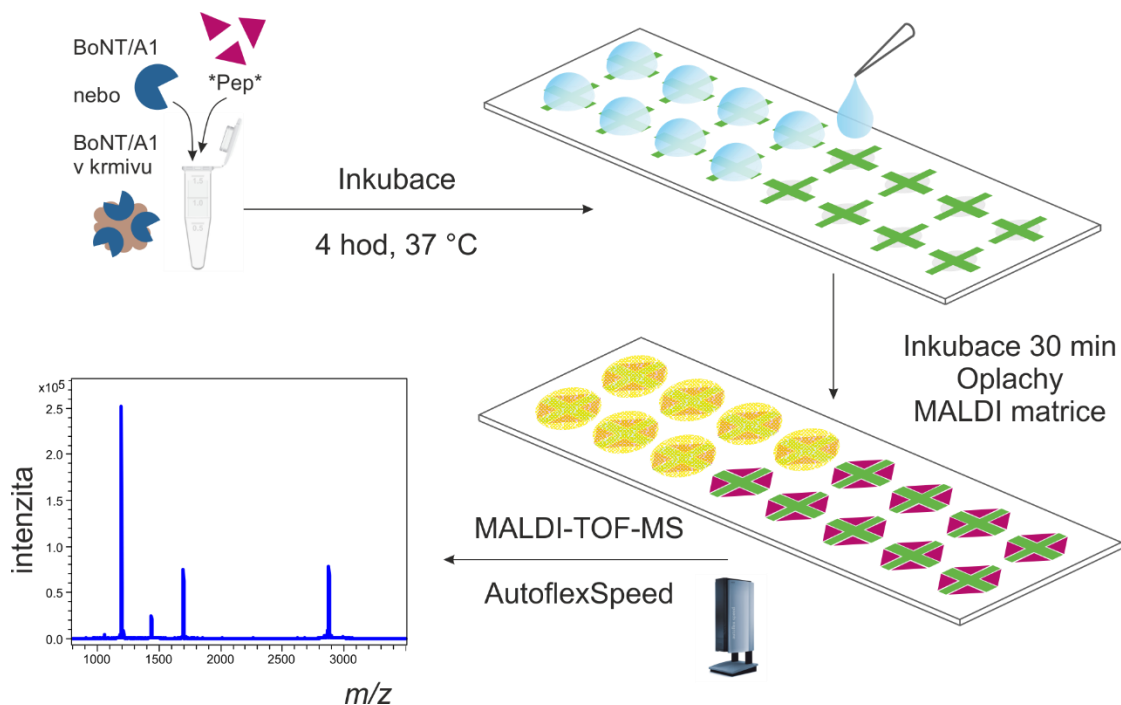 BoNT/A1
nebo
BoNT/A1
v krmivu
*Pep*
Inkubace
4 hod, 37 °C
Inkubace 30 min
Oplachy
MALDI matrice
MALDI-TOF-MS
AutoflexSpeed
x10⁵
2.5
2.0
1.5
1.0
0.5
0.0
intenzita
1000 1500 2000 2500 3000
m/z